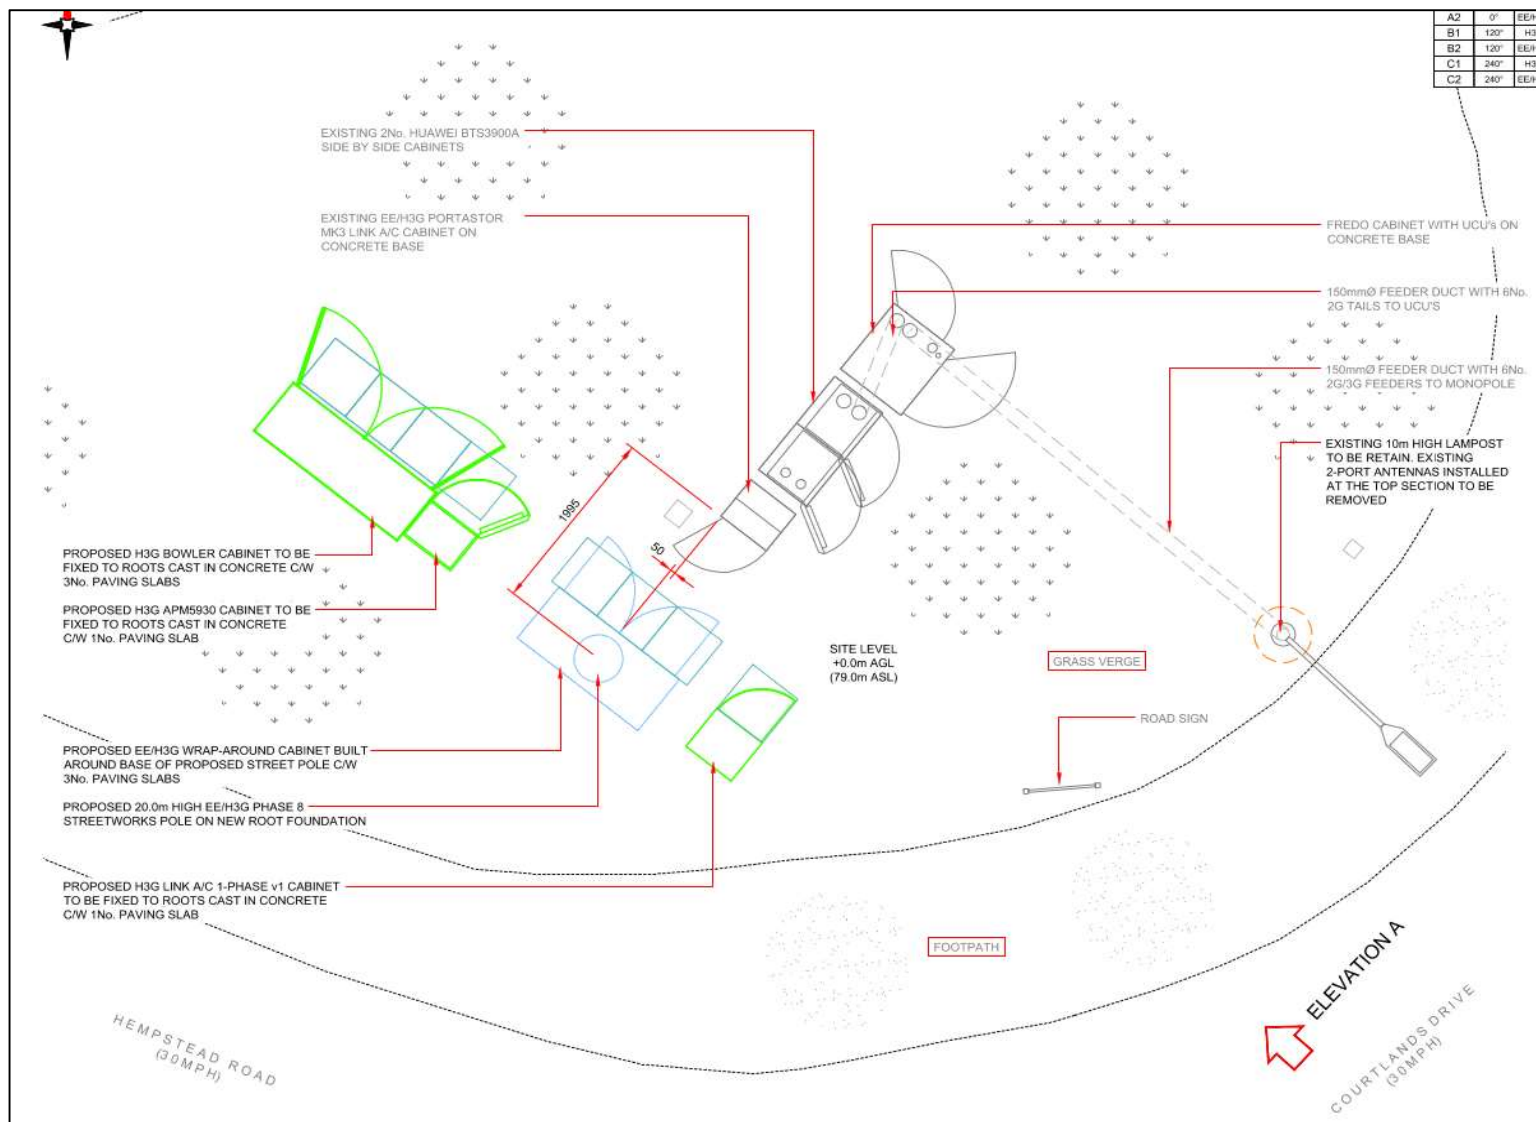 A2 0° EE/H
B1 120° H3
B2 120° EE/H
C1 240° H3
C2 240° EE/H
EXISTING 2No. HUAWEI BTS3900A
SIDE BY SIDE CABINETS
EXISTING EE/H3G PORTASTOR
MK3 LINK A/C CABINET ON
CONCRETE BASE
FREDO CABINET WITH UCU's ON
CONCRETE BASE
150mmØ FEEDER DUCT WITH 6No.
2G TAILS TO UCU'S
150mmØ FEEDER DUCT WITH 6No.
2G/3G FEEDERS TO MONOPOLE
EXISTING 10m HIGH LAMPOST
TO BE RETAIN. EXISTING
2-PORT ANTENNAS INSTALLED
AT THE TOP SECTION TO BE
REMOVED
1995
50
PROPOSED H3G BOWLER CABINET TO BE
FIXED TO ROOTS CAST IN CONCRETE C/W
3No. PAVING SLABS
PROPOSED H3G APM5930 CABINET TO BE
FIXED TO ROOTS CAST IN CONCRETE
C/W 1No. PAVING SLAB
SITE LEVEL
+0.0m AGL
(79.0m ASL)
GRASS VERGE
ROAD SIGN
PROPOSED EE/H3G WRAP-AROUND CABINET BUILT
AROUND BASE OF PROPOSED STREET POLE C/W
3No. PAVING SLABS
PROPOSED 20.0m HIGH EE/H3G PHASE 8
STREETWORKS POLE ON NEW ROOT FOUNDATION
PROPOSED H3G LINK A/C 1-PHASE v1 CABINET
TO BE FIXED TO ROOTS CAST IN CONCRETE
C/W 1No. PAVING SLAB
FOOTPATH
ELEVATION A
HEMPSTEAD ROAD
(30MPH)
COURTLANDS DRIVE
(30MPH)